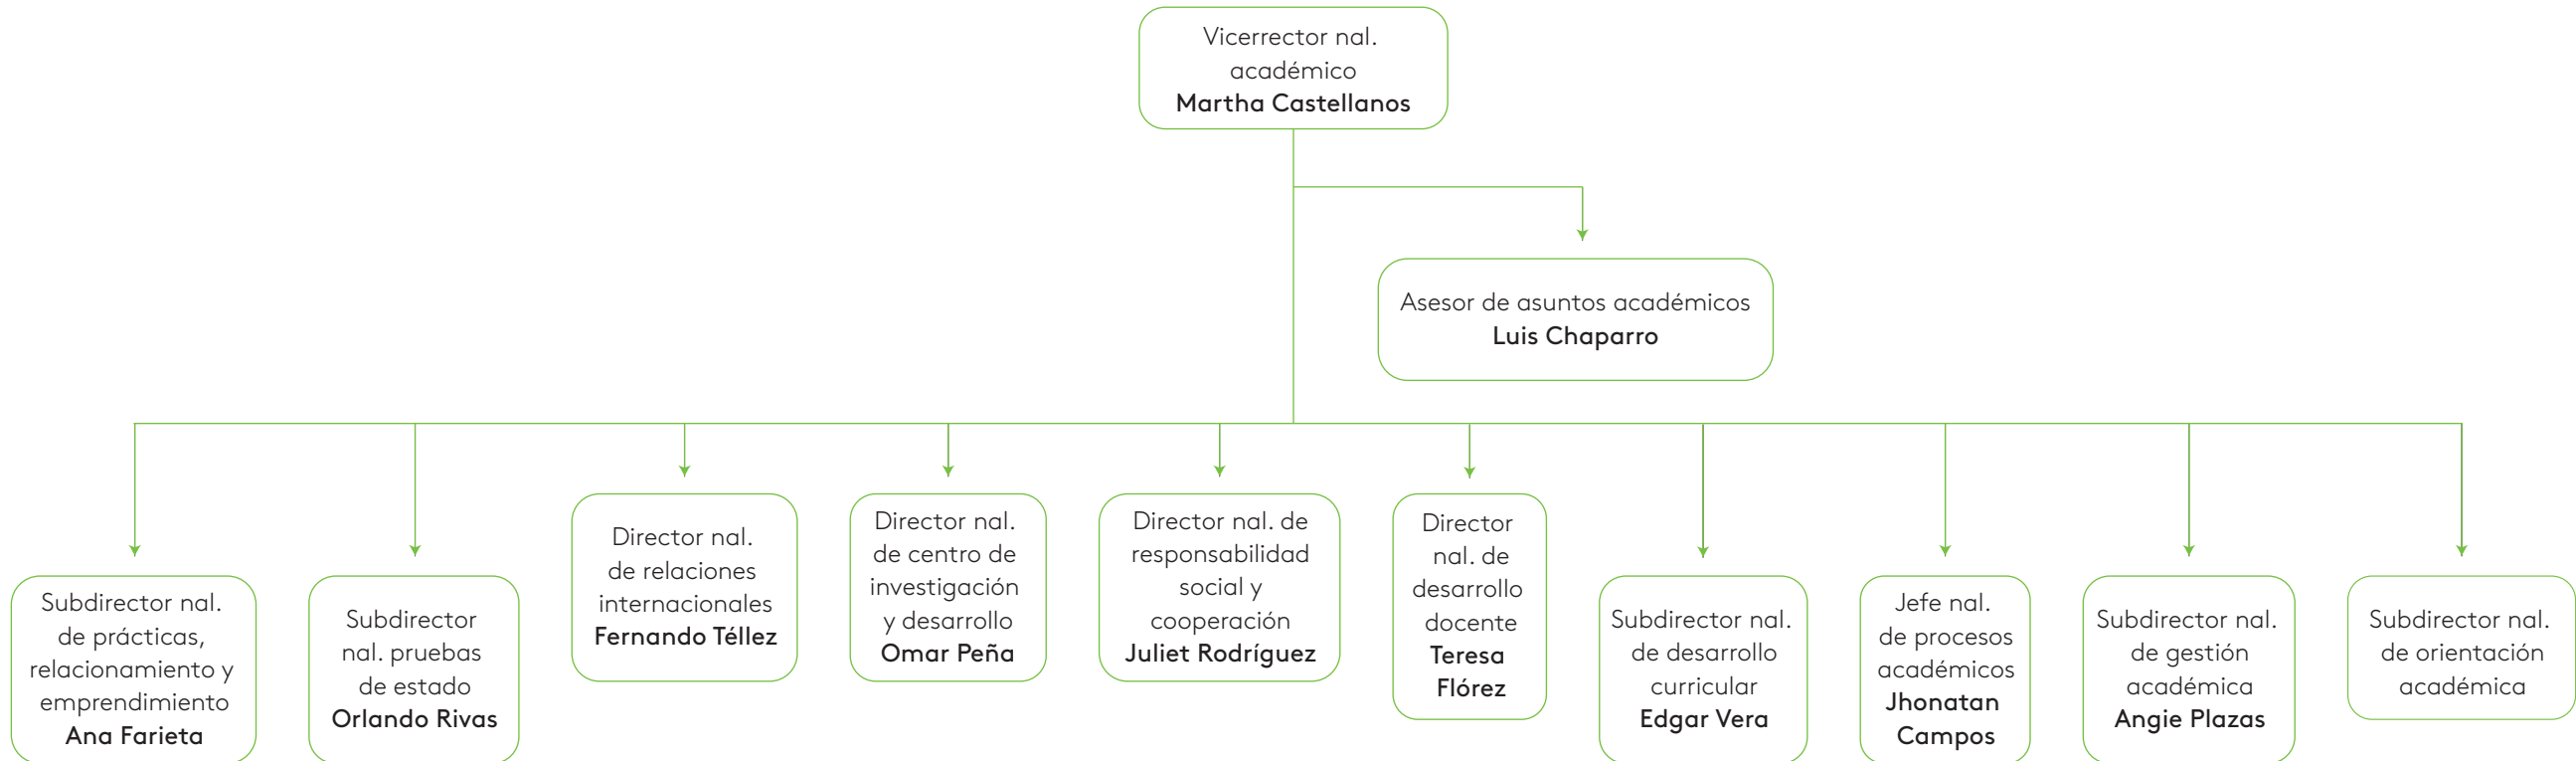 Vicerrector nal.
académico
Martha Castellanos
Asesor de asuntos académicos
Luis Chaparro
Subdirector nal.
de prácticas,
relacionamiento y
emprendimiento
Ana Farieta
Subdirector
nal. pruebas
de estado
Orlando Rivas
Director nal.
de relaciones
internacionales
Fernando Téllez
Director nal.
de centro de
investigación
y desarrollo
Omar Peña
Director nal. de
responsabilidad
social y
cooperación
Juliet Rodríguez
Director
nal. de
desarrollo
docente
Teresa
Flórez
Subdirector nal.
de desarrollo
curricular
Edgar Vera
Jefe nal.
de procesos
académicos
Jhonatan
Campos
Subdirector nal.
de gestión
académica
Angie Plazas
Subdirector nal.
de orientación
académica